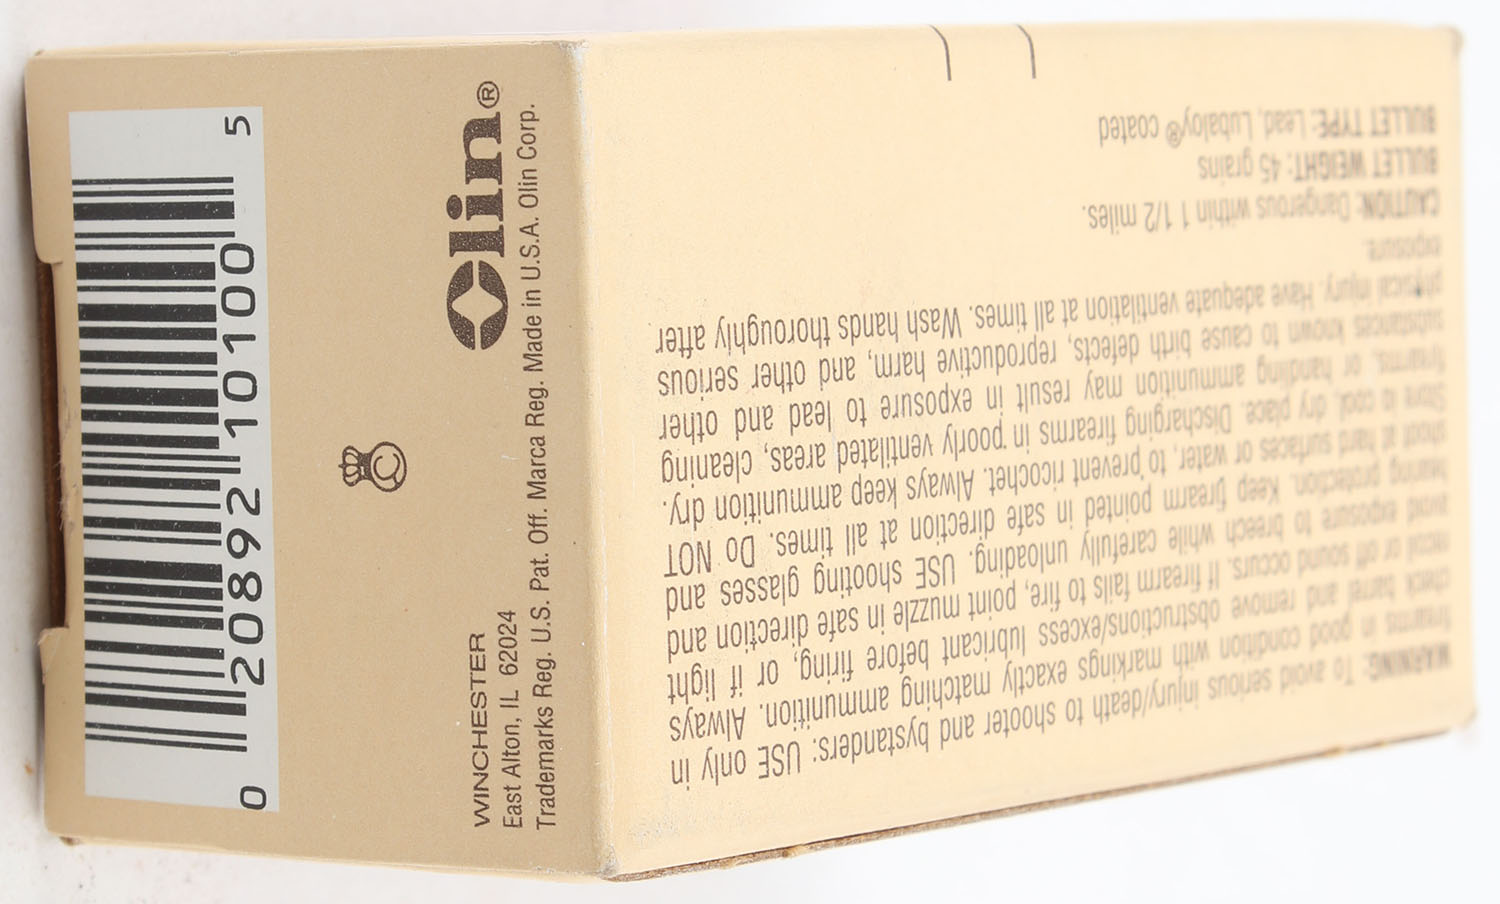 0 20892 10100 5
Olin®
WINCHESTER
East Alton, IL 62024
Trademarks Reg. U.S. Pat. Off. Marca Reg. Made in U.S.A. Olin Corp.
WARNING: To avoid serious injury/death to shooter and bystanders: USE only in
firearms in good condition with markings exactly matching ammunition. Always
check barrel and remove obstructions/excess lubricant before firing, or if light
recoil or off sound occurs. If firearm fails to fire, point muzzle in safe direction and
avoid exposure to breech while carefully unloading. USE shooting glasses and
hearing protection. Keep firearm pointed in safe direction at all times. Do NOT
shoot at hard surfaces or water, to prevent ricochet. Always keep ammunition dry.
Store in cool, dry place. Discharging firearms in poorly ventilated areas, cleaning
firearms, or handling ammunition may result in exposure to lead and other
substances known to cause birth defects, reproductive harm, and other serious
physical injury. Have adequate ventilation at all times. Wash hands thoroughly after
exposure.
CAUTION: Dangerous within 1 1/2 miles.
BULLET WEIGHT: 45 grains
BULLET TYPE: Lead, Lubaloy® coated